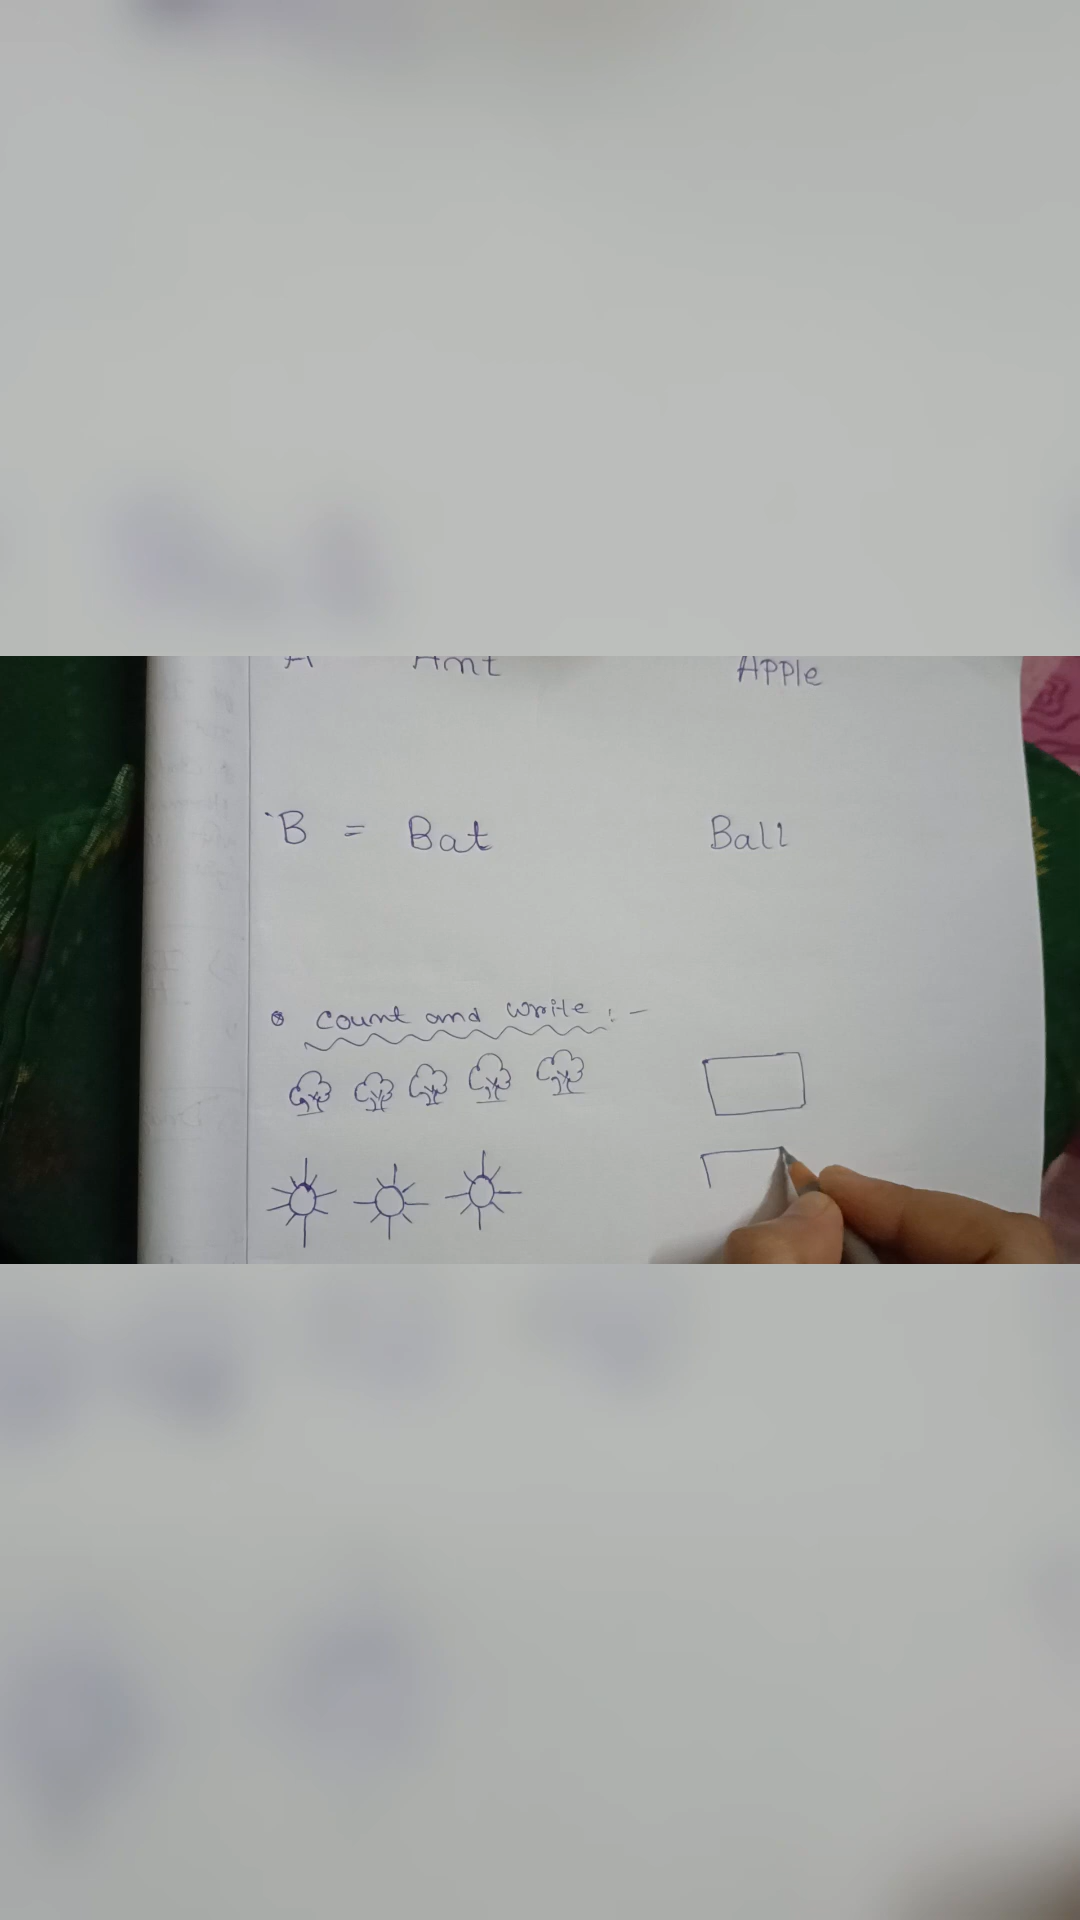 A Ant Apple
B = Bat Ball
Count and write :-